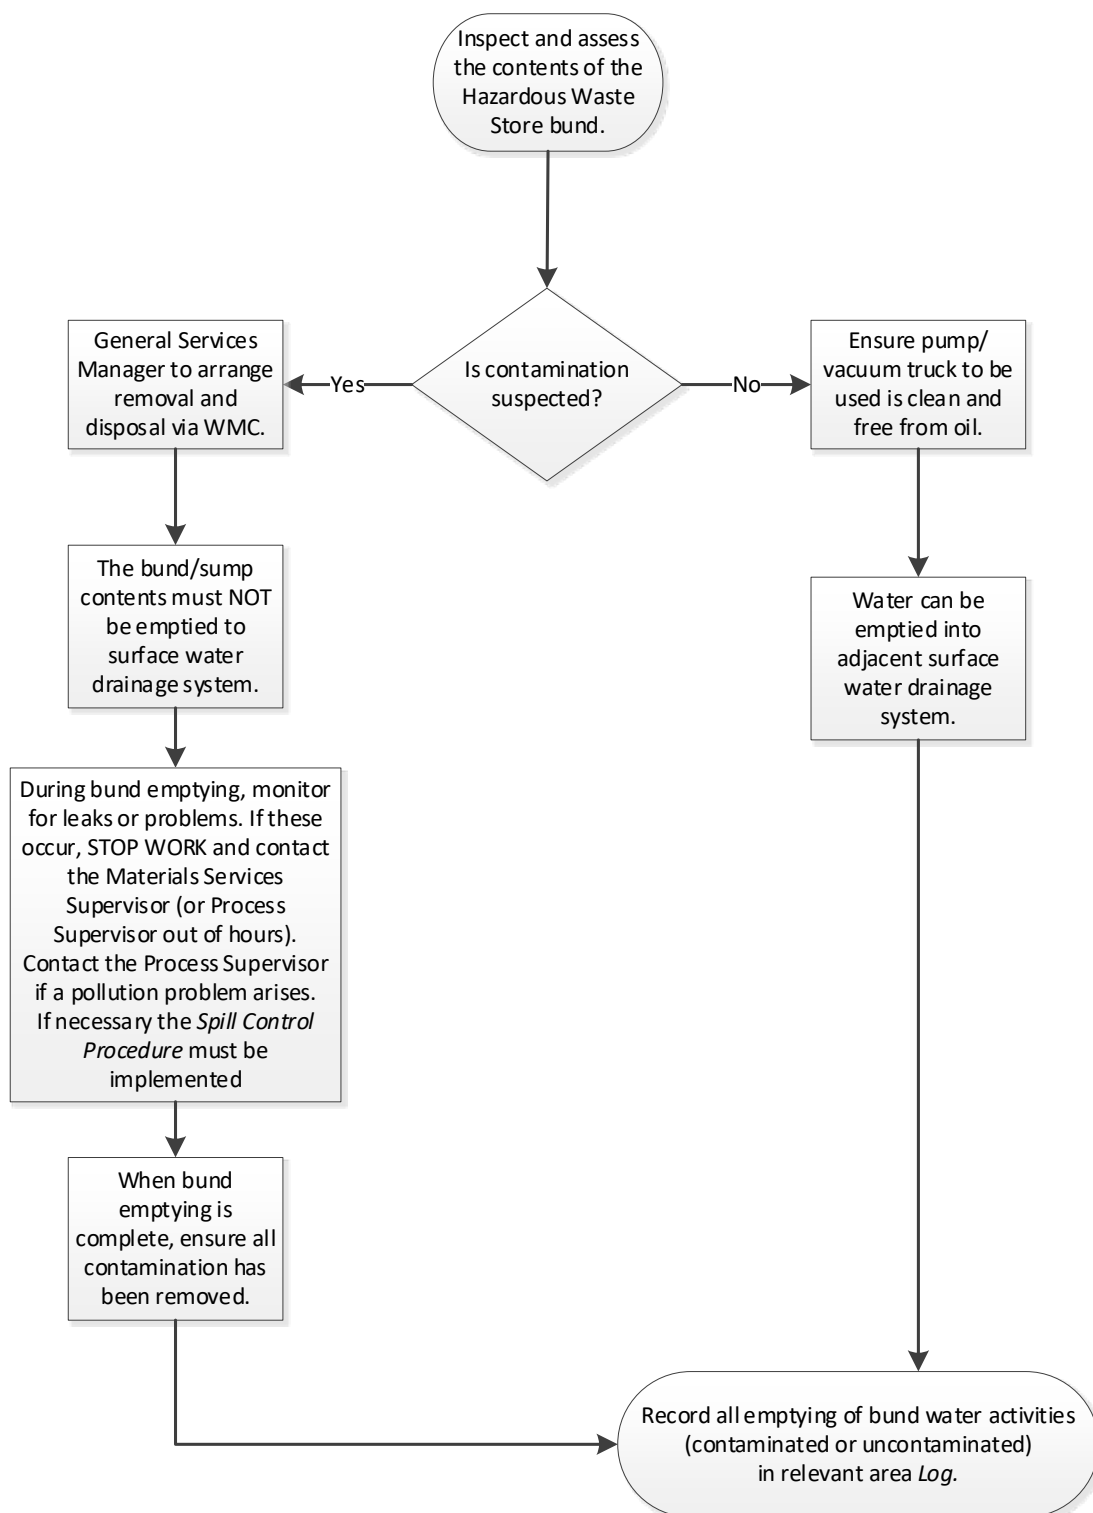 Inspect and assess
the contents of the
Hazardous Waste
Store bund.
General Services
Manager to arrange
removal and
disposal via WMC.
Yes
Is contamination
suspected?
No
Ensure pump/
vacuum truck to be
used is clean and
free from oil.
The bund/sump
contents must NOT
be emptied to
surface water
drainage system.
Water can be
emptied into
adjacent surface
water drainage
system.
During bund emptying, monitor
for leaks or problems. If these
occur, STOP WORK and contact
the Materials Services
Supervisor (or Process
Supervisor out of hours).
Contact the Process Supervisor
if a pollution problem arises.
If necessary the Spill Control
Procedure must be
implemented
When bund
emptying is
complete, ensure all
contamination has
been removed.
Record all emptying of bund water activities
(contaminated or uncontaminated)
in relevant area Log.